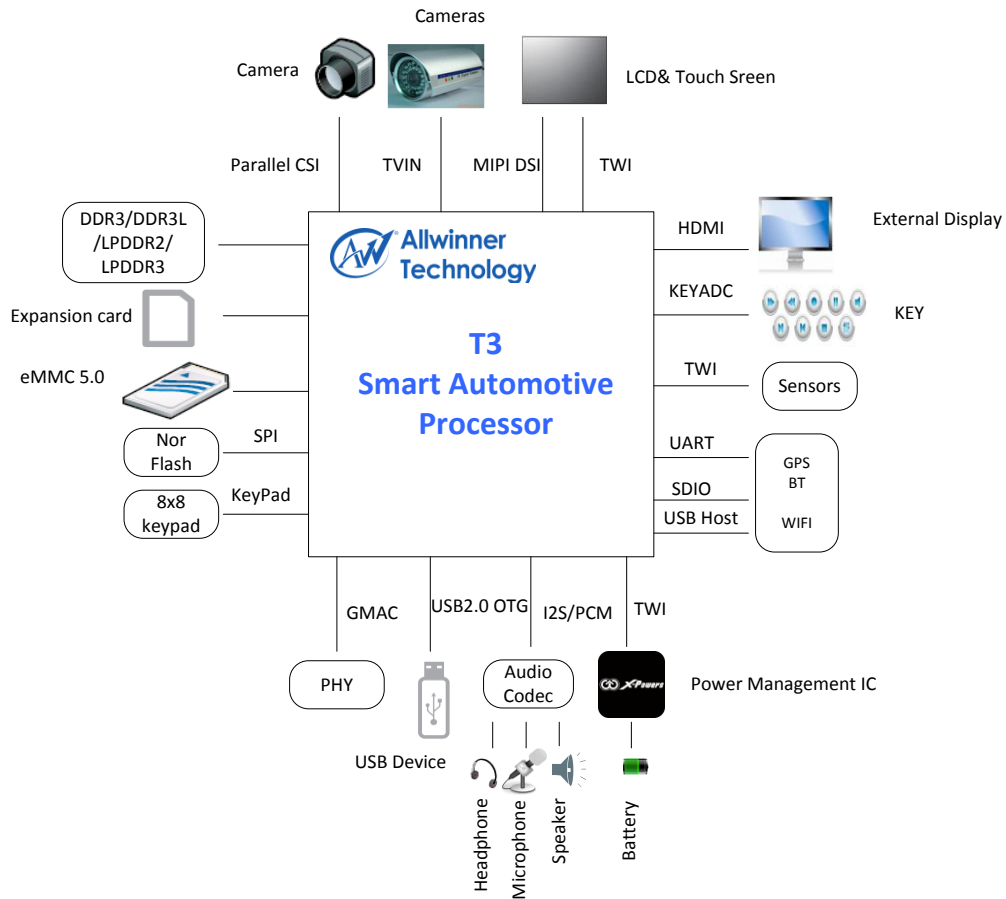 Cameras
Camera
LCD& Touch Sreen
Parallel CSI
TVIN
MIPI DSI
TWI
DDR3/DDR3L
/LPDDR2/
LPDDR3
Expansion card
eMMC 5.0
Nor
Flash
SPI
8x8
keypad
KeyPad
Allwinner
Technology
T3
Smart Automotive
Processor
HDMI
External Display
KEYADC
KEY
TWI
Sensors
UART
SDIO
USB Host
GPS
BT
WIFI
GMAC
USB2.0 OTG
I2S/PCM
TWI
PHY
USB Device
Audio
Codec
X-Powers
Power Management IC
Headphone
Microphone
Speaker
Battery